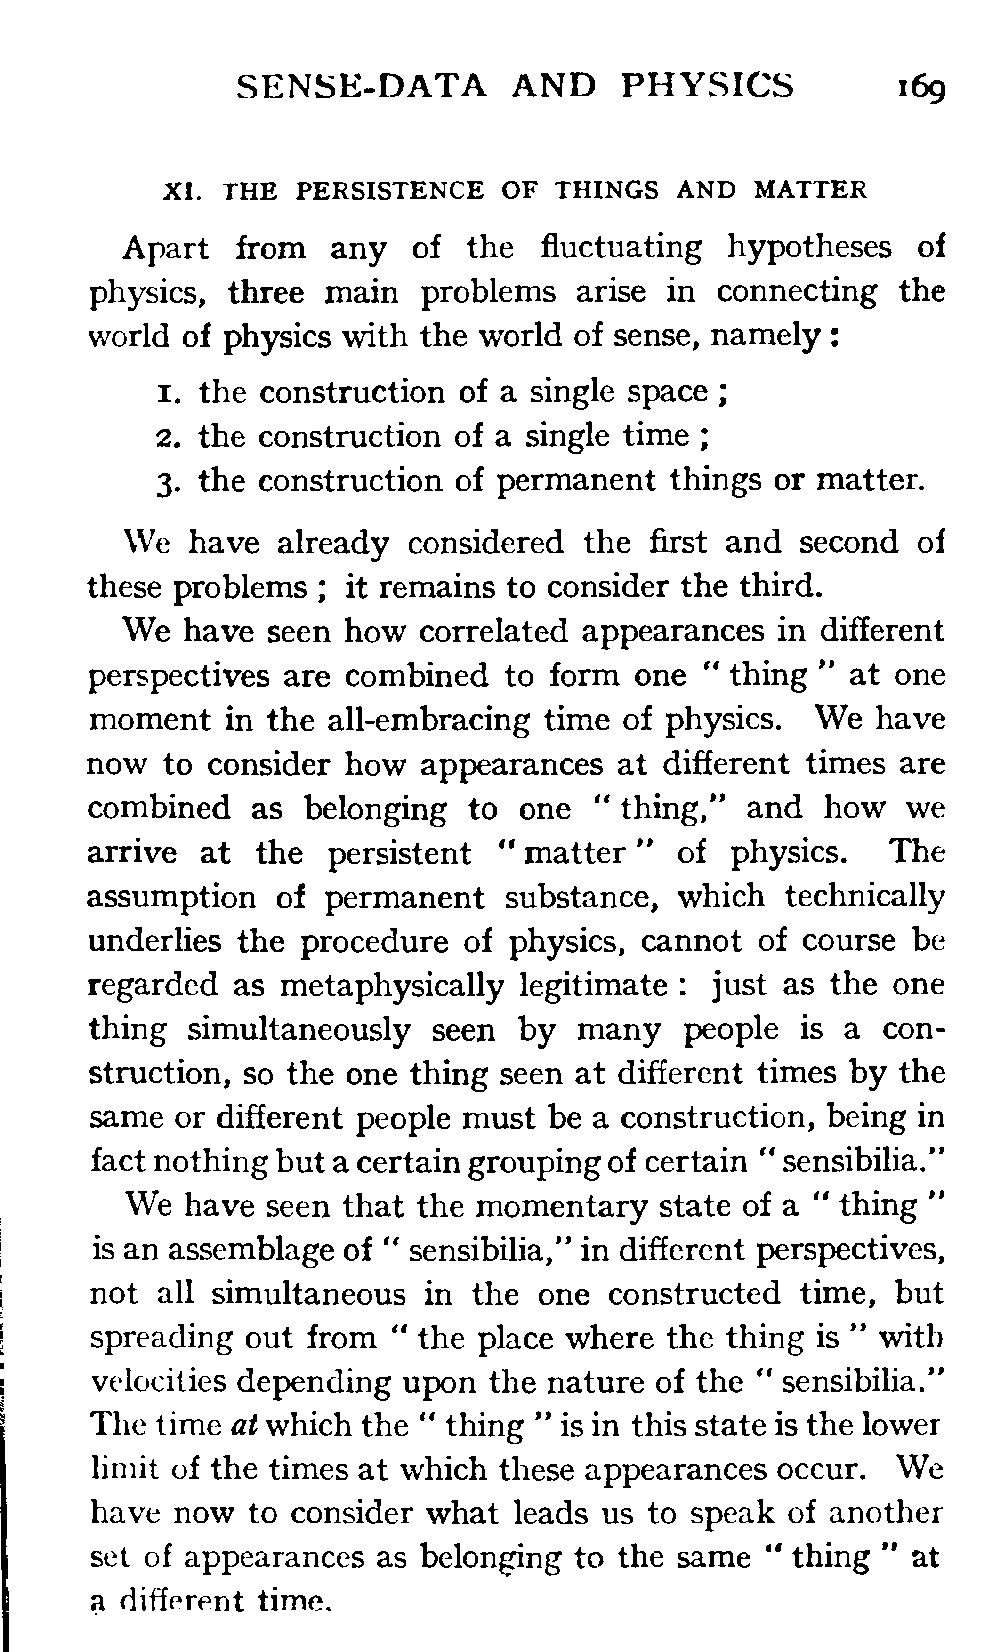 SENSE-DATA AND PHYSICS 169
XI. THE PERSISTENCE OF THINGS AND MATTER
Apart from any of the fluctuating hypotheses of
physics, three main problems arise in connecting the
world of physics with the world of sense, namely :
1. the construction of a single space ;
2. the construction of a single time ;
3. the construction of permanent things or matter.
We have already considered the first and second of
these problems ; it remains to consider the third.
We have seen how correlated appearances in different
perspectives are combined to form one “ thing ” at one
moment in the all-embracing time of physics. We have
now to consider how appearances at different times are
combined as belonging to one “ thing,” and how we
arrive at the persistent “ matter ” of physics. The
assumption of permanent substance, which technically
underlies the procedure of physics, cannot of course be
regarded as metaphysically legitimate : just as the one
thing simultaneously seen by many people is a con-
struction, so the one thing seen at different times by the
same or different people must be a construction, being in
fact nothing but a certain grouping of certain “ sensibilia.”
We have seen that the momentary state of a “ thing ”
is an assemblage of “ sensibilia,” in different perspectives,
not all simultaneous in the one constructed time, but
spreading out from “ the place where the thing is ” with
velocities depending upon the nature of the “ sensibilia.”
The time at which the “ thing ” is in this state is the lower
limit of the times at which these appearances occur. We
have now to consider what leads us to speak of another
set of appearances as belonging to the same “ thing ” at
a different time.